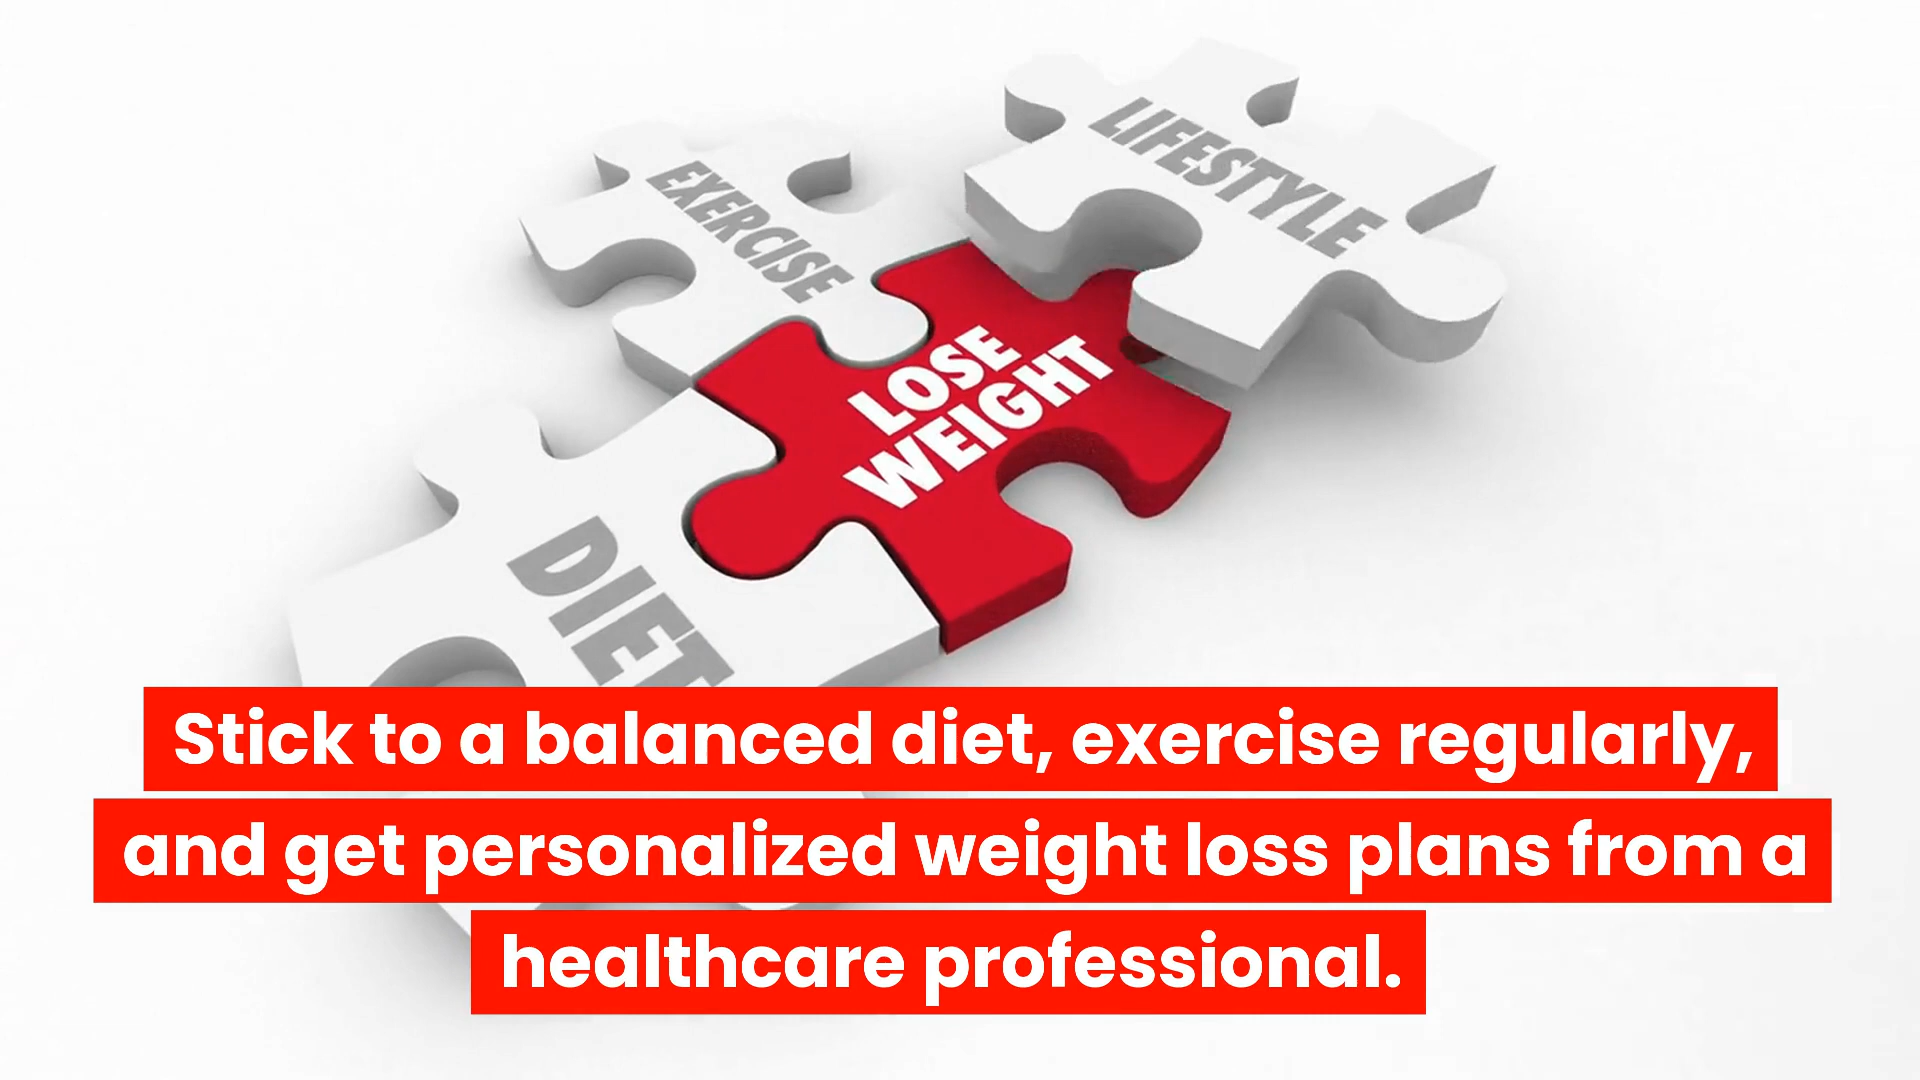 LIFESTYLE
EXERCISE
LOSE
WEIGHT
DIET
Stick to a balanced diet, exercise regularly,
and get personalized weight loss plans from a
healthcare professional.